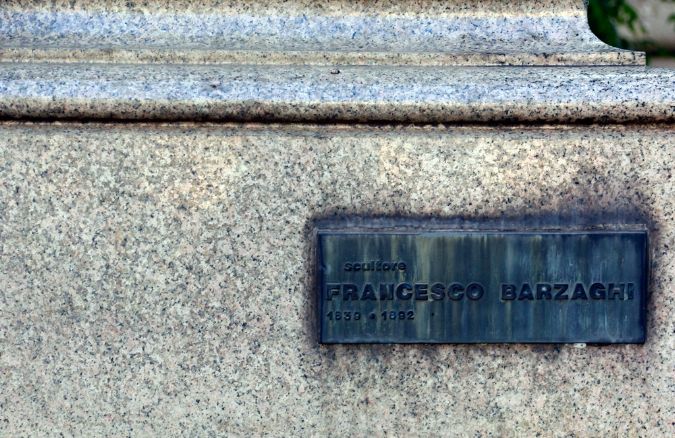 scultore
FRANCESCO BARZAGHI
1839 • 1892